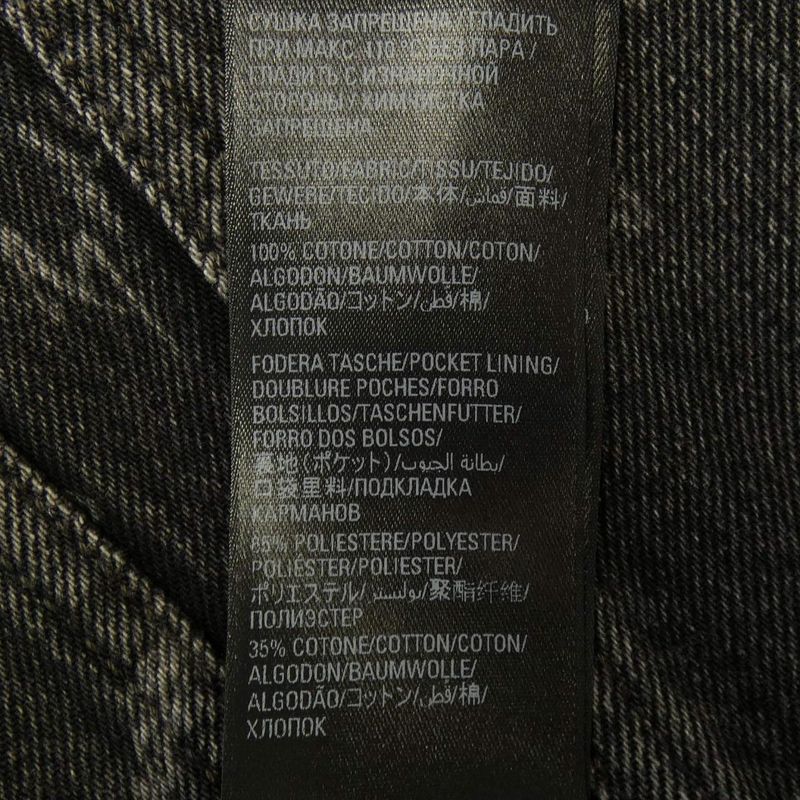 СУШКА ЗАПРЕЩЕНА/ГЛАДИТЬ
ПРИ МАКС. 110 °C БЕЗ ПАРА /
ГЛАДИТЬ С ИЗНАНОЧНОЙ
СТОРОНЫ/ХИМЧИСТКА
ЗАПРЕЩЕНА
TESSUTO/FABRIC/TISSU/TEJIDO/
GEWEBE/TECIDO/本体/قماش/面料/
ТКАНЬ
100% COTONE/COTTON/COTON/
ALGODON/BAUMWOLLE/
ALGODÃO/コットン/قطن/棉/
ХЛОПОК
FODERA TASCHE/POCKET LINING/
DOUBLURE POCHES/FORRO
BOLSILLOS/TASCHENFUTTER/
FORRO DOS BOLSOS/
裏地(ポケット)/بطانة الجيوب/
口袋里料/ПОДКЛАДКА
КАРМАНОВ
65% POLIESTERE/POLYESTER/
POLIÉSTER/POLIESTER/
ポリエステル/بوليستر/聚酯纤维/
ПОЛИЭСТЕР
35% COTONE/COTTON/COTON/
ALGODON/BAUMWOLLE/
ALGODÃO/コットン/قطن/棉/
ХЛОПОК